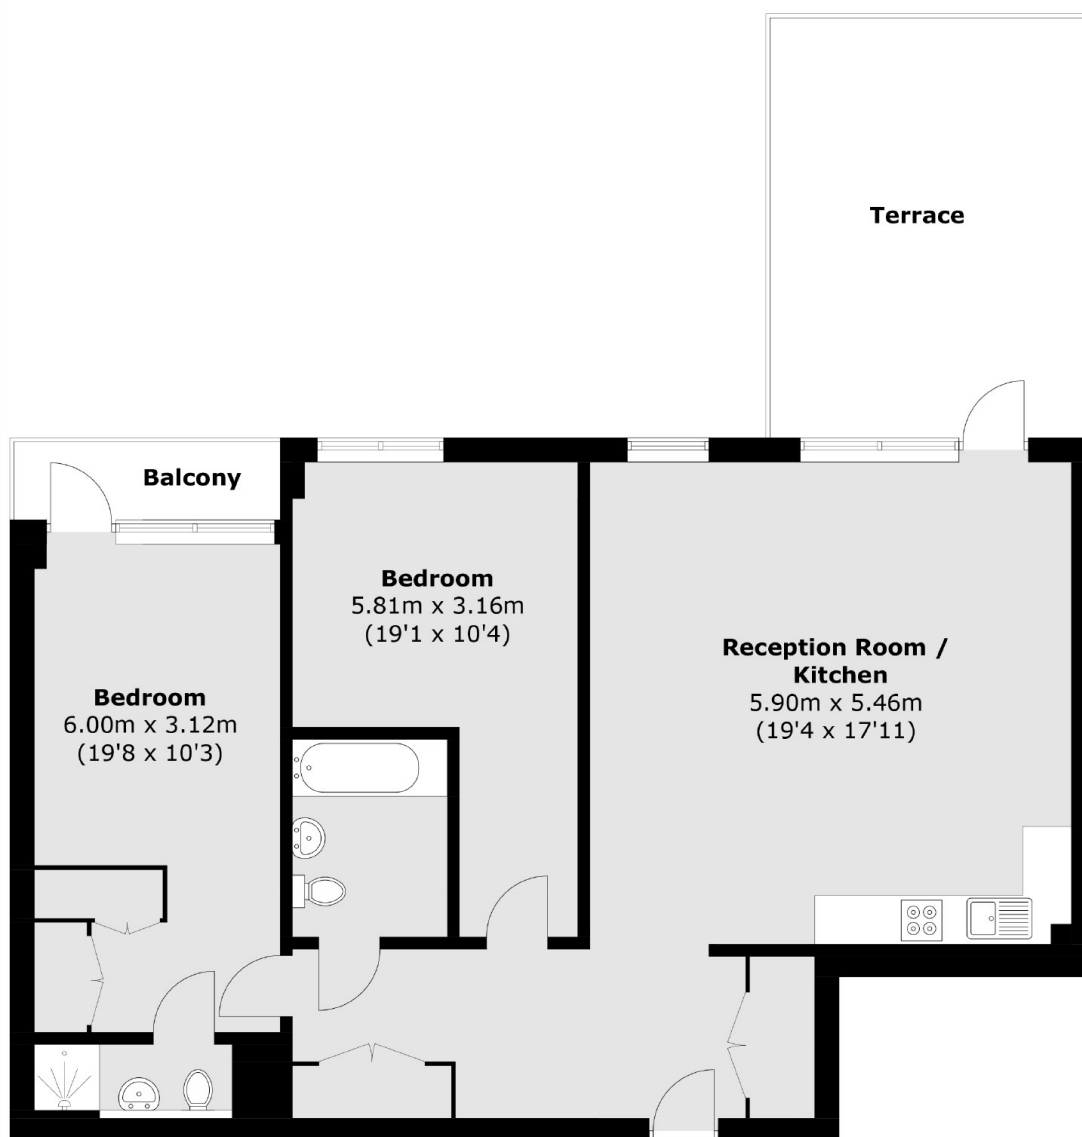 Terrace
Balcony
Bedroom
5.81m x 3.16m
(19'1 x 10'4)
Reception Room /
Kitchen
5.90m x 5.46m
(19'4 x 17'11)
Bedroom
6.00m x 3.12m
(19'8 x 10'3)